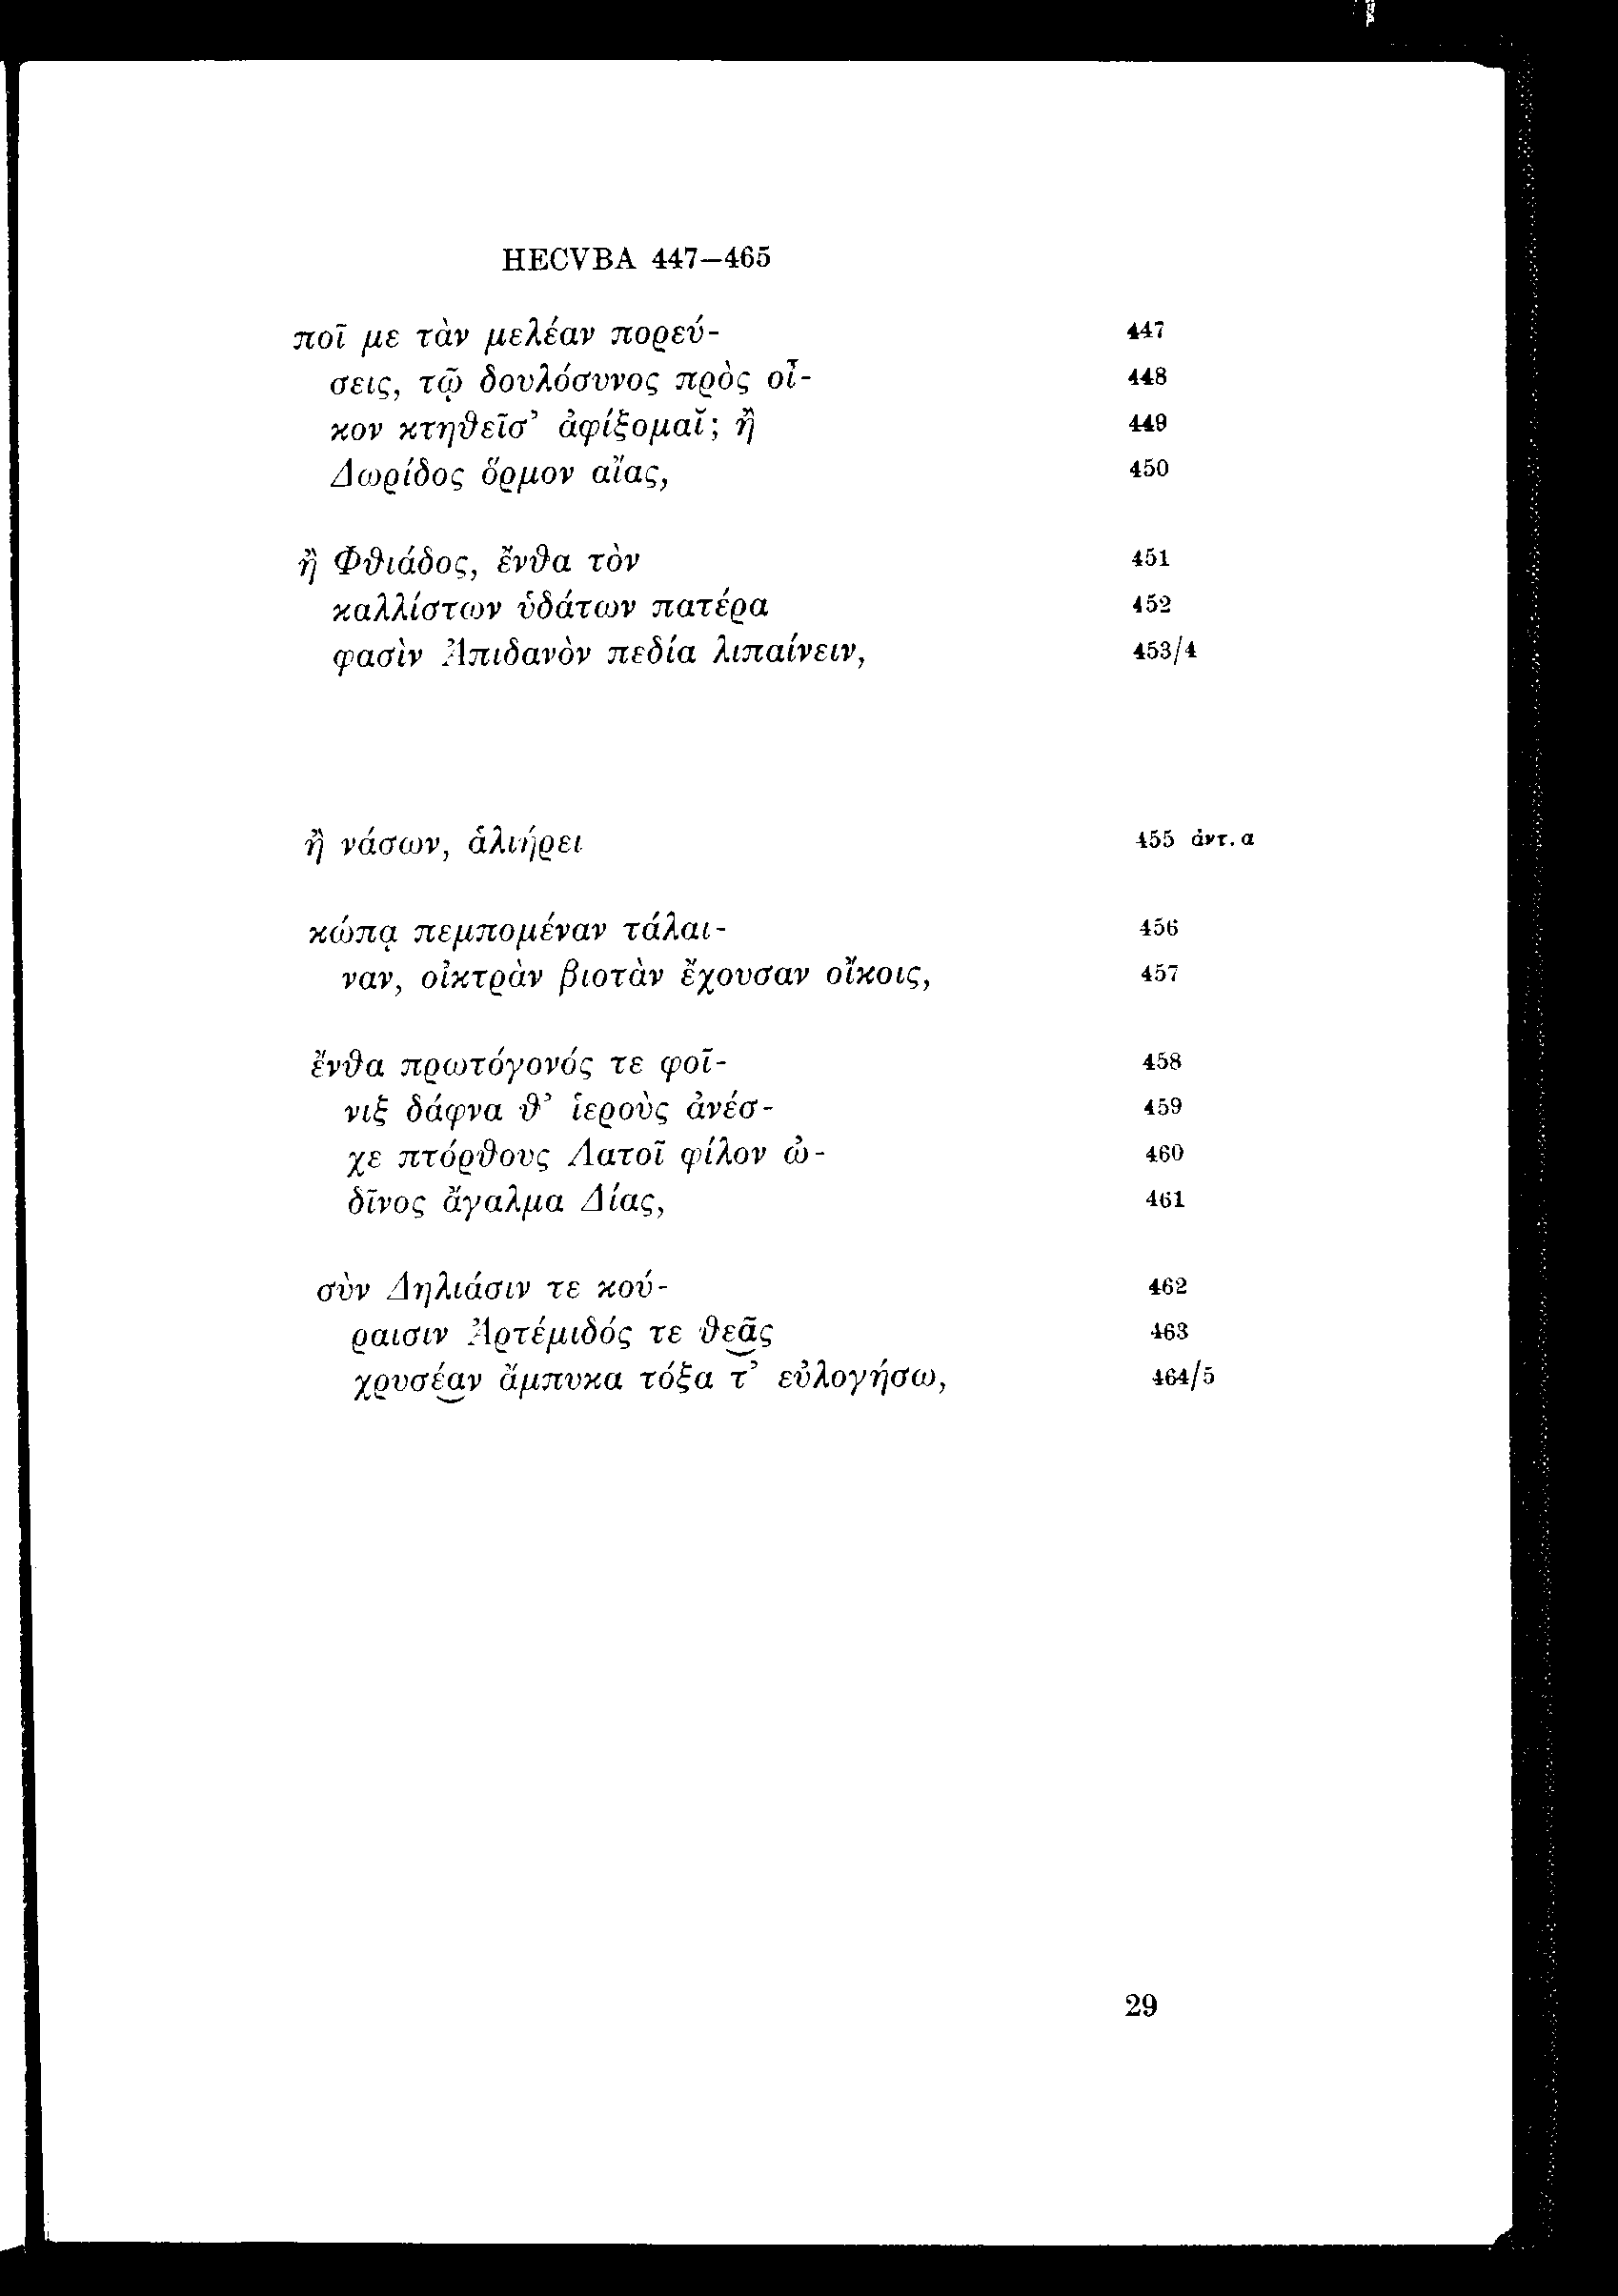 HECVBA 447–465
ποῖ με τὰν μελέαν πορεύ- 447
σεις, τῷ δουλόσυνος πρὸς οἶ- 448
κον κτηθεῖσ’ ἀφίξομαῐ; ἢ 449
Δωρίδος ὅρμον αἴας, 450
ἢ Φθιάδος, ἔνθα τὸν 451
καλλίστων ὑδάτων πατέρα 452
φασὶν Ἀπιδανὸν πεδία λιπαίνειν, 453/4
ἢ νάσων, ἁλιήρει 455 ἀντ. α
κώπᾳ πεμπομέναν τάλαι- 456
ναν, οἰκτρὰν βιοτὰν ἔχουσαν οἴκοις, 457
ἔνθα πρωτόγονός τε φοῖ- 458
νιξ δάφνα θ’ ἱεροὺς ἀνέσ- 459
χε πτόρθους Λατοῖ φίλον ὠ- 460
δῖνος ἄγαλμα Δίας, 461
σὺν Δηλιάσιν τε κού- 462
ραισιν Ἀρτέμιδός τε θε͜ᾶς 463
χρυσέ͜αν ἄμπυκα τόξα τ’ εὐλογήσω, 464/5
29